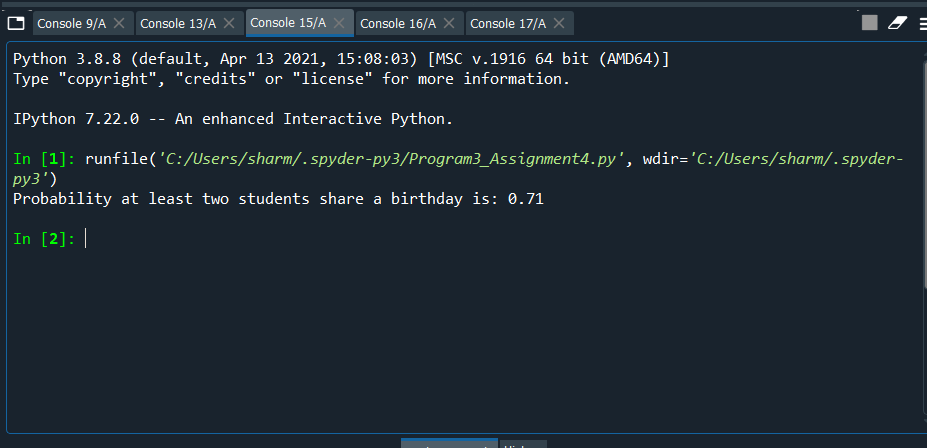 Console 9/A Console 13/A Console 15/A Console 16/A Console 17/A
Python 3.8.8 (default, Apr 13 2021, 15:08:03) [MSC v.1916 64 bit (AMD64)]
Type "copyright", "credits" or "license" for more information.
IPython 7.22.0 -- An enhanced Interactive Python.
In [1]: runfile('C:/Users/sharm/.spyder-py3/Program3_Assignment4.py', wdir='C:/Users/sharm/.spyder-
py3')
Probability at least two students share a birthday is: 0.71
In [2]: